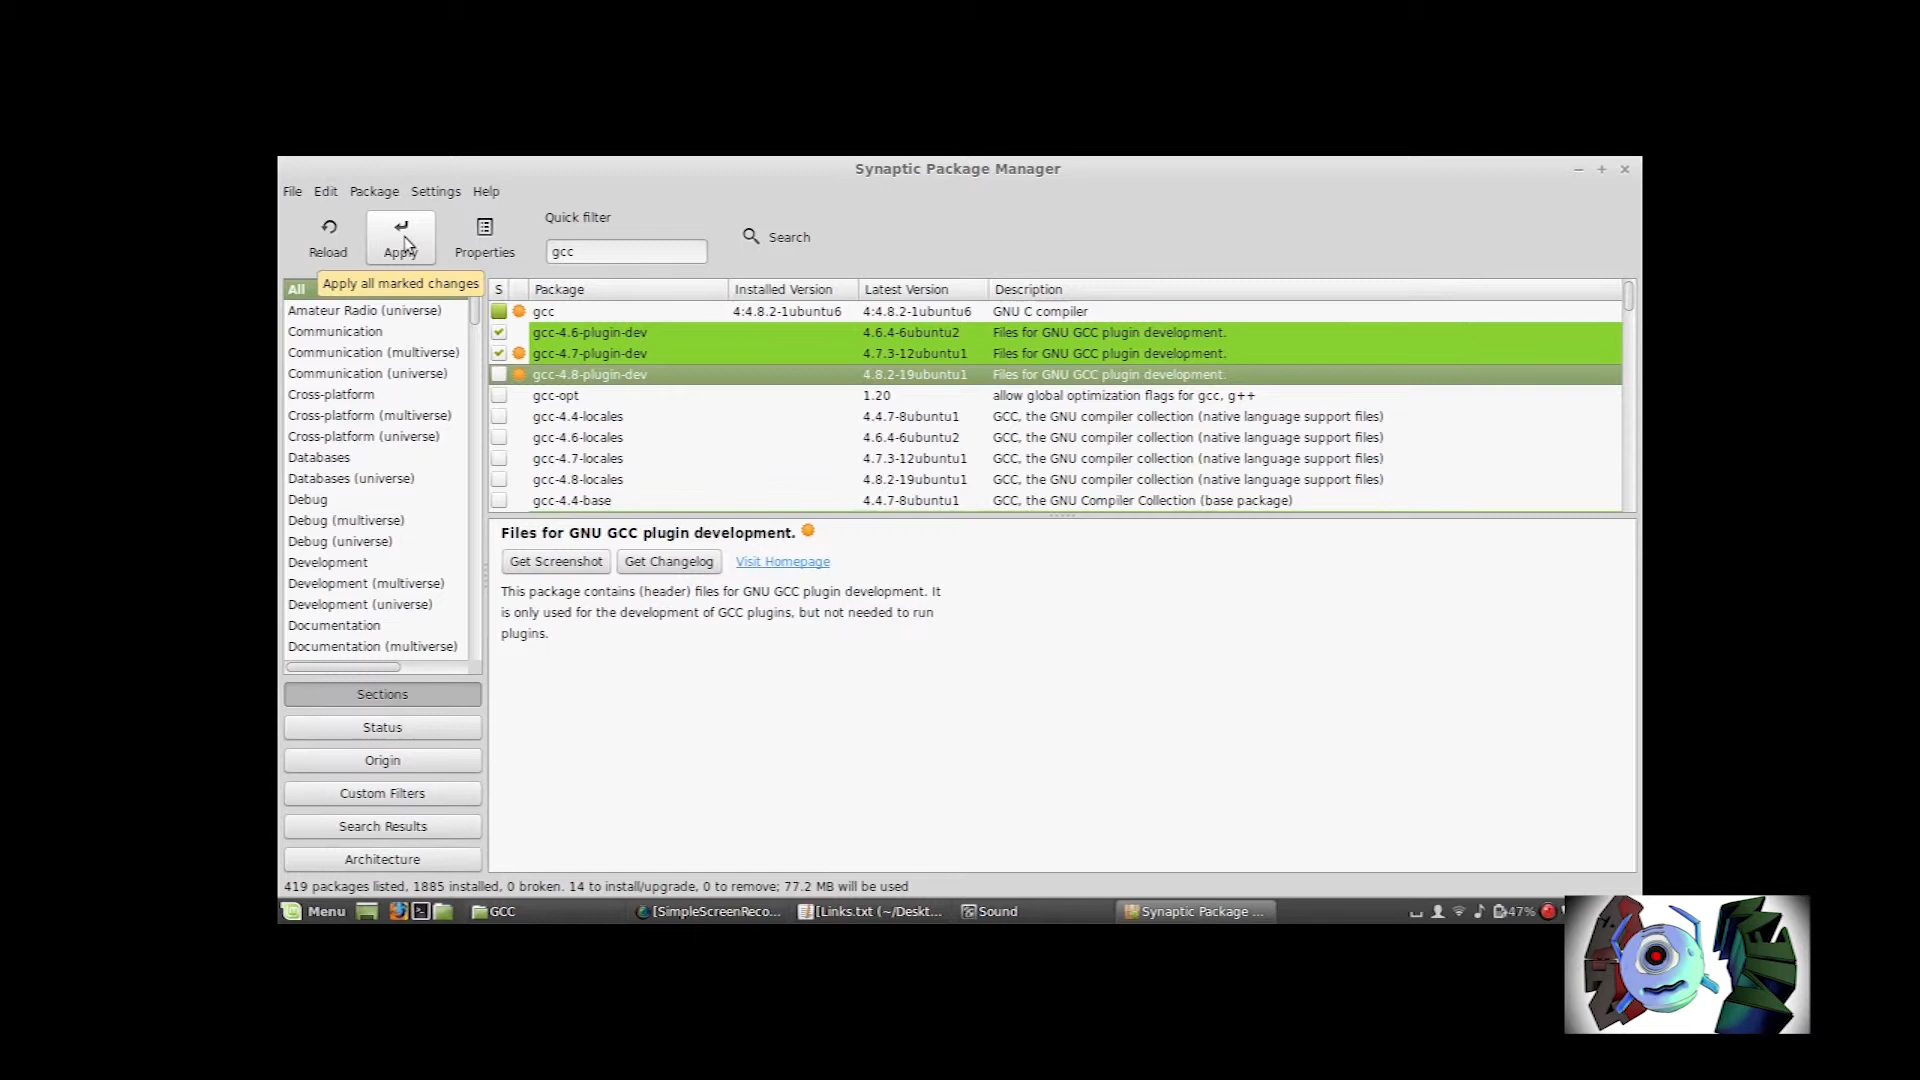 Synaptic Package Manager
File Edit Package Settings Help
Quick filter
Reload Apply Properties gcc Search
Apply all marked changes
All
Amateur Radio (universe)
Communication
Communication (multiverse)
Communication (universe)
Cross-platform
Cross-platform (multiverse)
Cross-platform (universe)
Databases
Databases (universe)
Debug
Debug (multiverse)
Debug (universe)
Development
Development (multiverse)
Development (universe)
Documentation
Documentation (multiverse)
Sections
Status
Origin
Custom Filters
Search Results
Architecture
S Package Installed Version Latest Version Description
gcc 4:4.8.2-1ubuntu6 4:4.8.2-1ubuntu6 GNU C compiler
gcc-4.6-plugin-dev 4.6.4-6ubuntu2 Files for GNU GCC plugin development.
gcc-4.7-plugin-dev 4.7.3-12ubuntu1 Files for GNU GCC plugin development.
gcc-4.8-plugin-dev 4.8.2-19ubuntu1 Files for GNU GCC plugin development.
gcc-opt 1.20 allow global optimization flags for gcc, g++
gcc-4.4-locales 4.4.7-8ubuntu1 GCC, the GNU compiler collection (native language support files)
gcc-4.6-locales 4.6.4-6ubuntu2 GCC, the GNU compiler collection (native language support files)
gcc-4.7-locales 4.7.3-12ubuntu1 GCC, the GNU compiler collection (native language support files)
gcc-4.8-locales 4.8.2-19ubuntu1 GCC, the GNU compiler collection (native language support files)
gcc-4.4-base 4.4.7-8ubuntu1 GCC, the GNU Compiler Collection (base package)
Files for GNU GCC plugin development.
Get Screenshot Get Changelog Visit Homepage
This package contains (header) files for GNU GCC plugin development. It
is only used for the development of GCC plugins, but not needed to run
plugins.
419 packages listed, 1885 installed, 0 broken. 14 to install/upgrade, 0 to remove; 77.2 MB will be used
Menu GCC [SimpleScreenReco... [Links.txt (~/Deskt... Sound Synaptic Package ... 47%